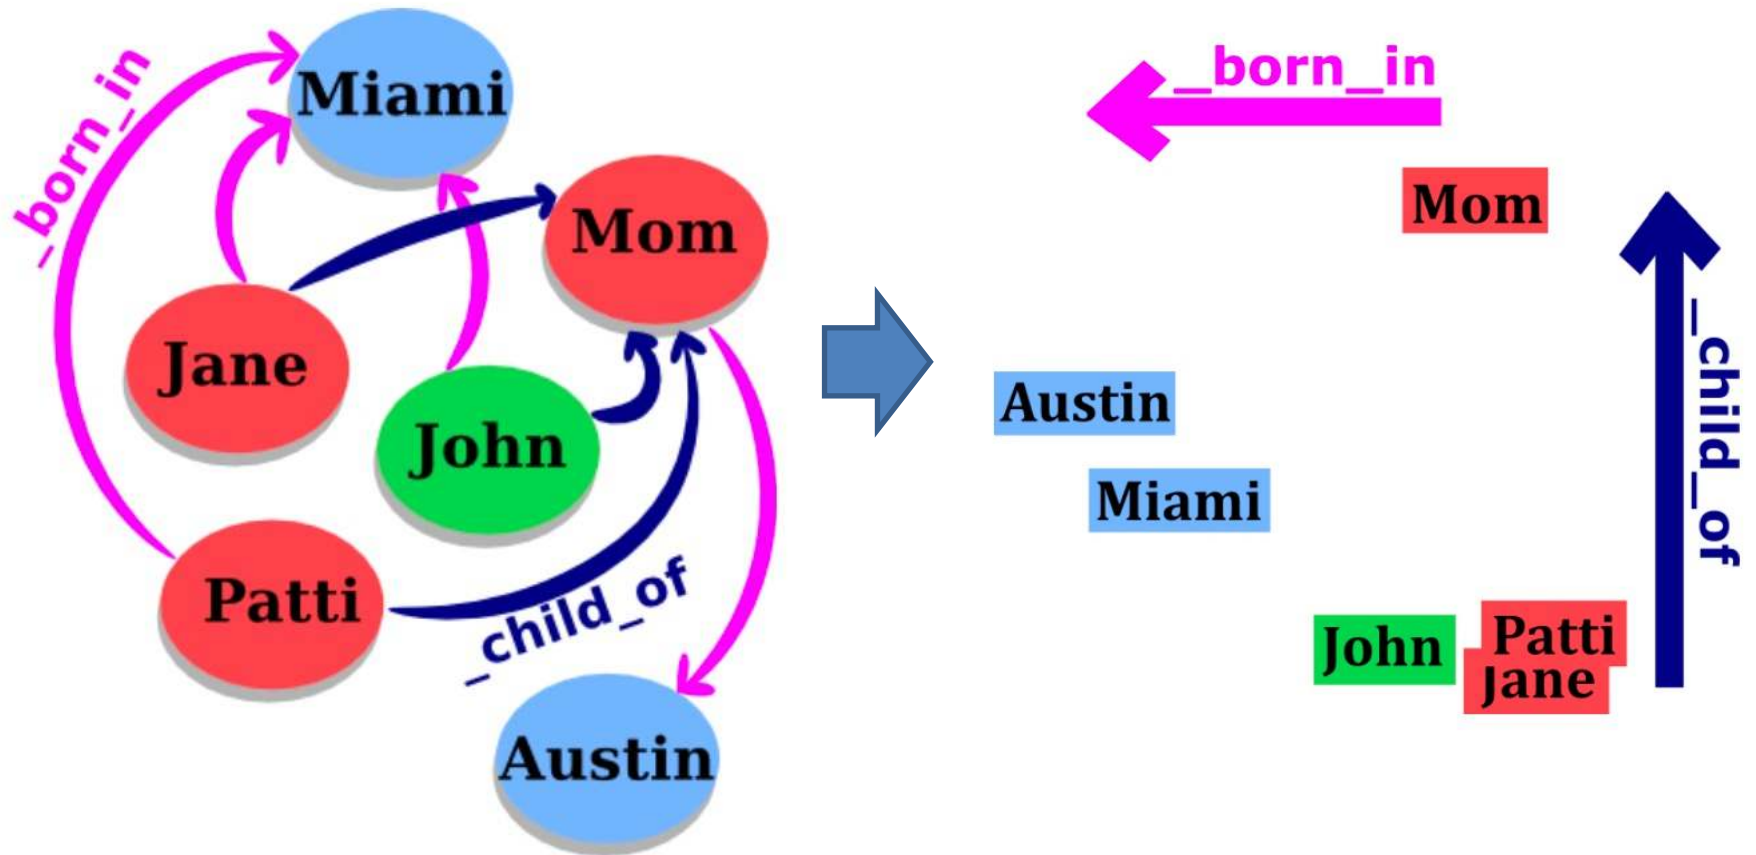 Miami
_born_in
Mom
Jane
John
Patti
_child_of
Austin
_born_in
Mom
_child_of
Austin
Miami
John
Patti
Jane